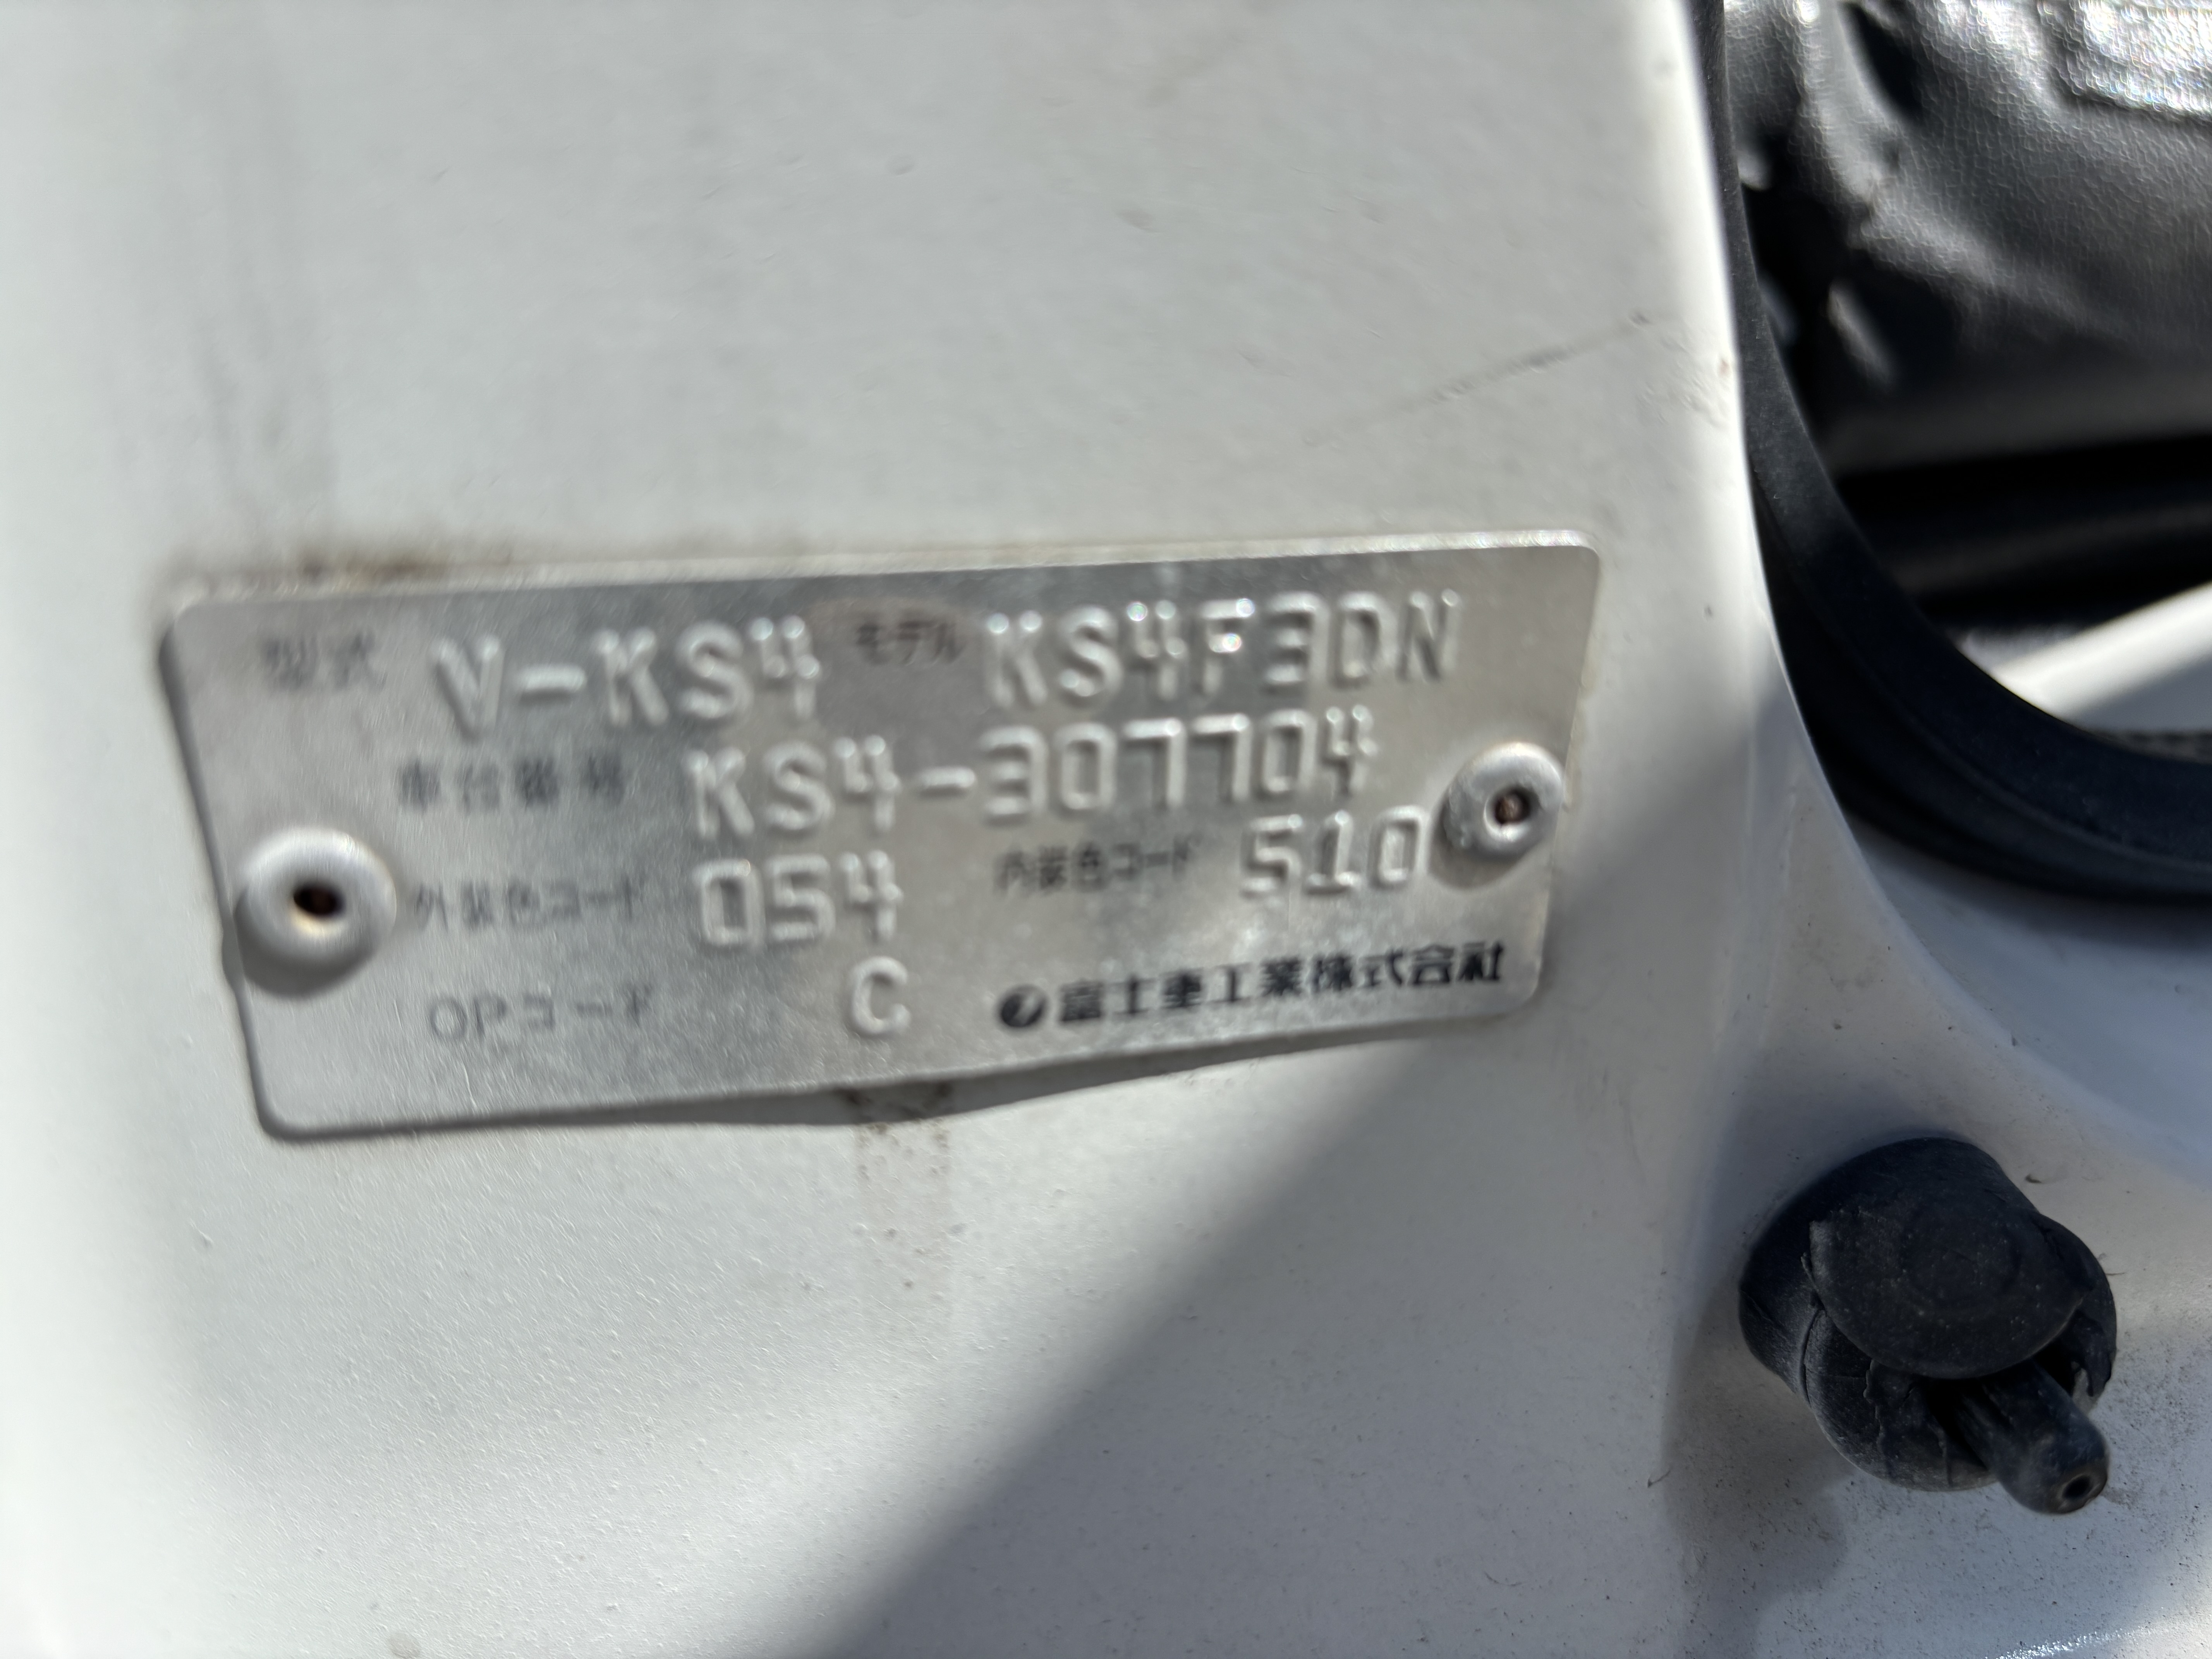 型式 V-KS4 モデル KS4F3DN
車台番号 KS4-307704
外装色コード 054 内装色コード 510
OPコード C 富士重工業株式会社